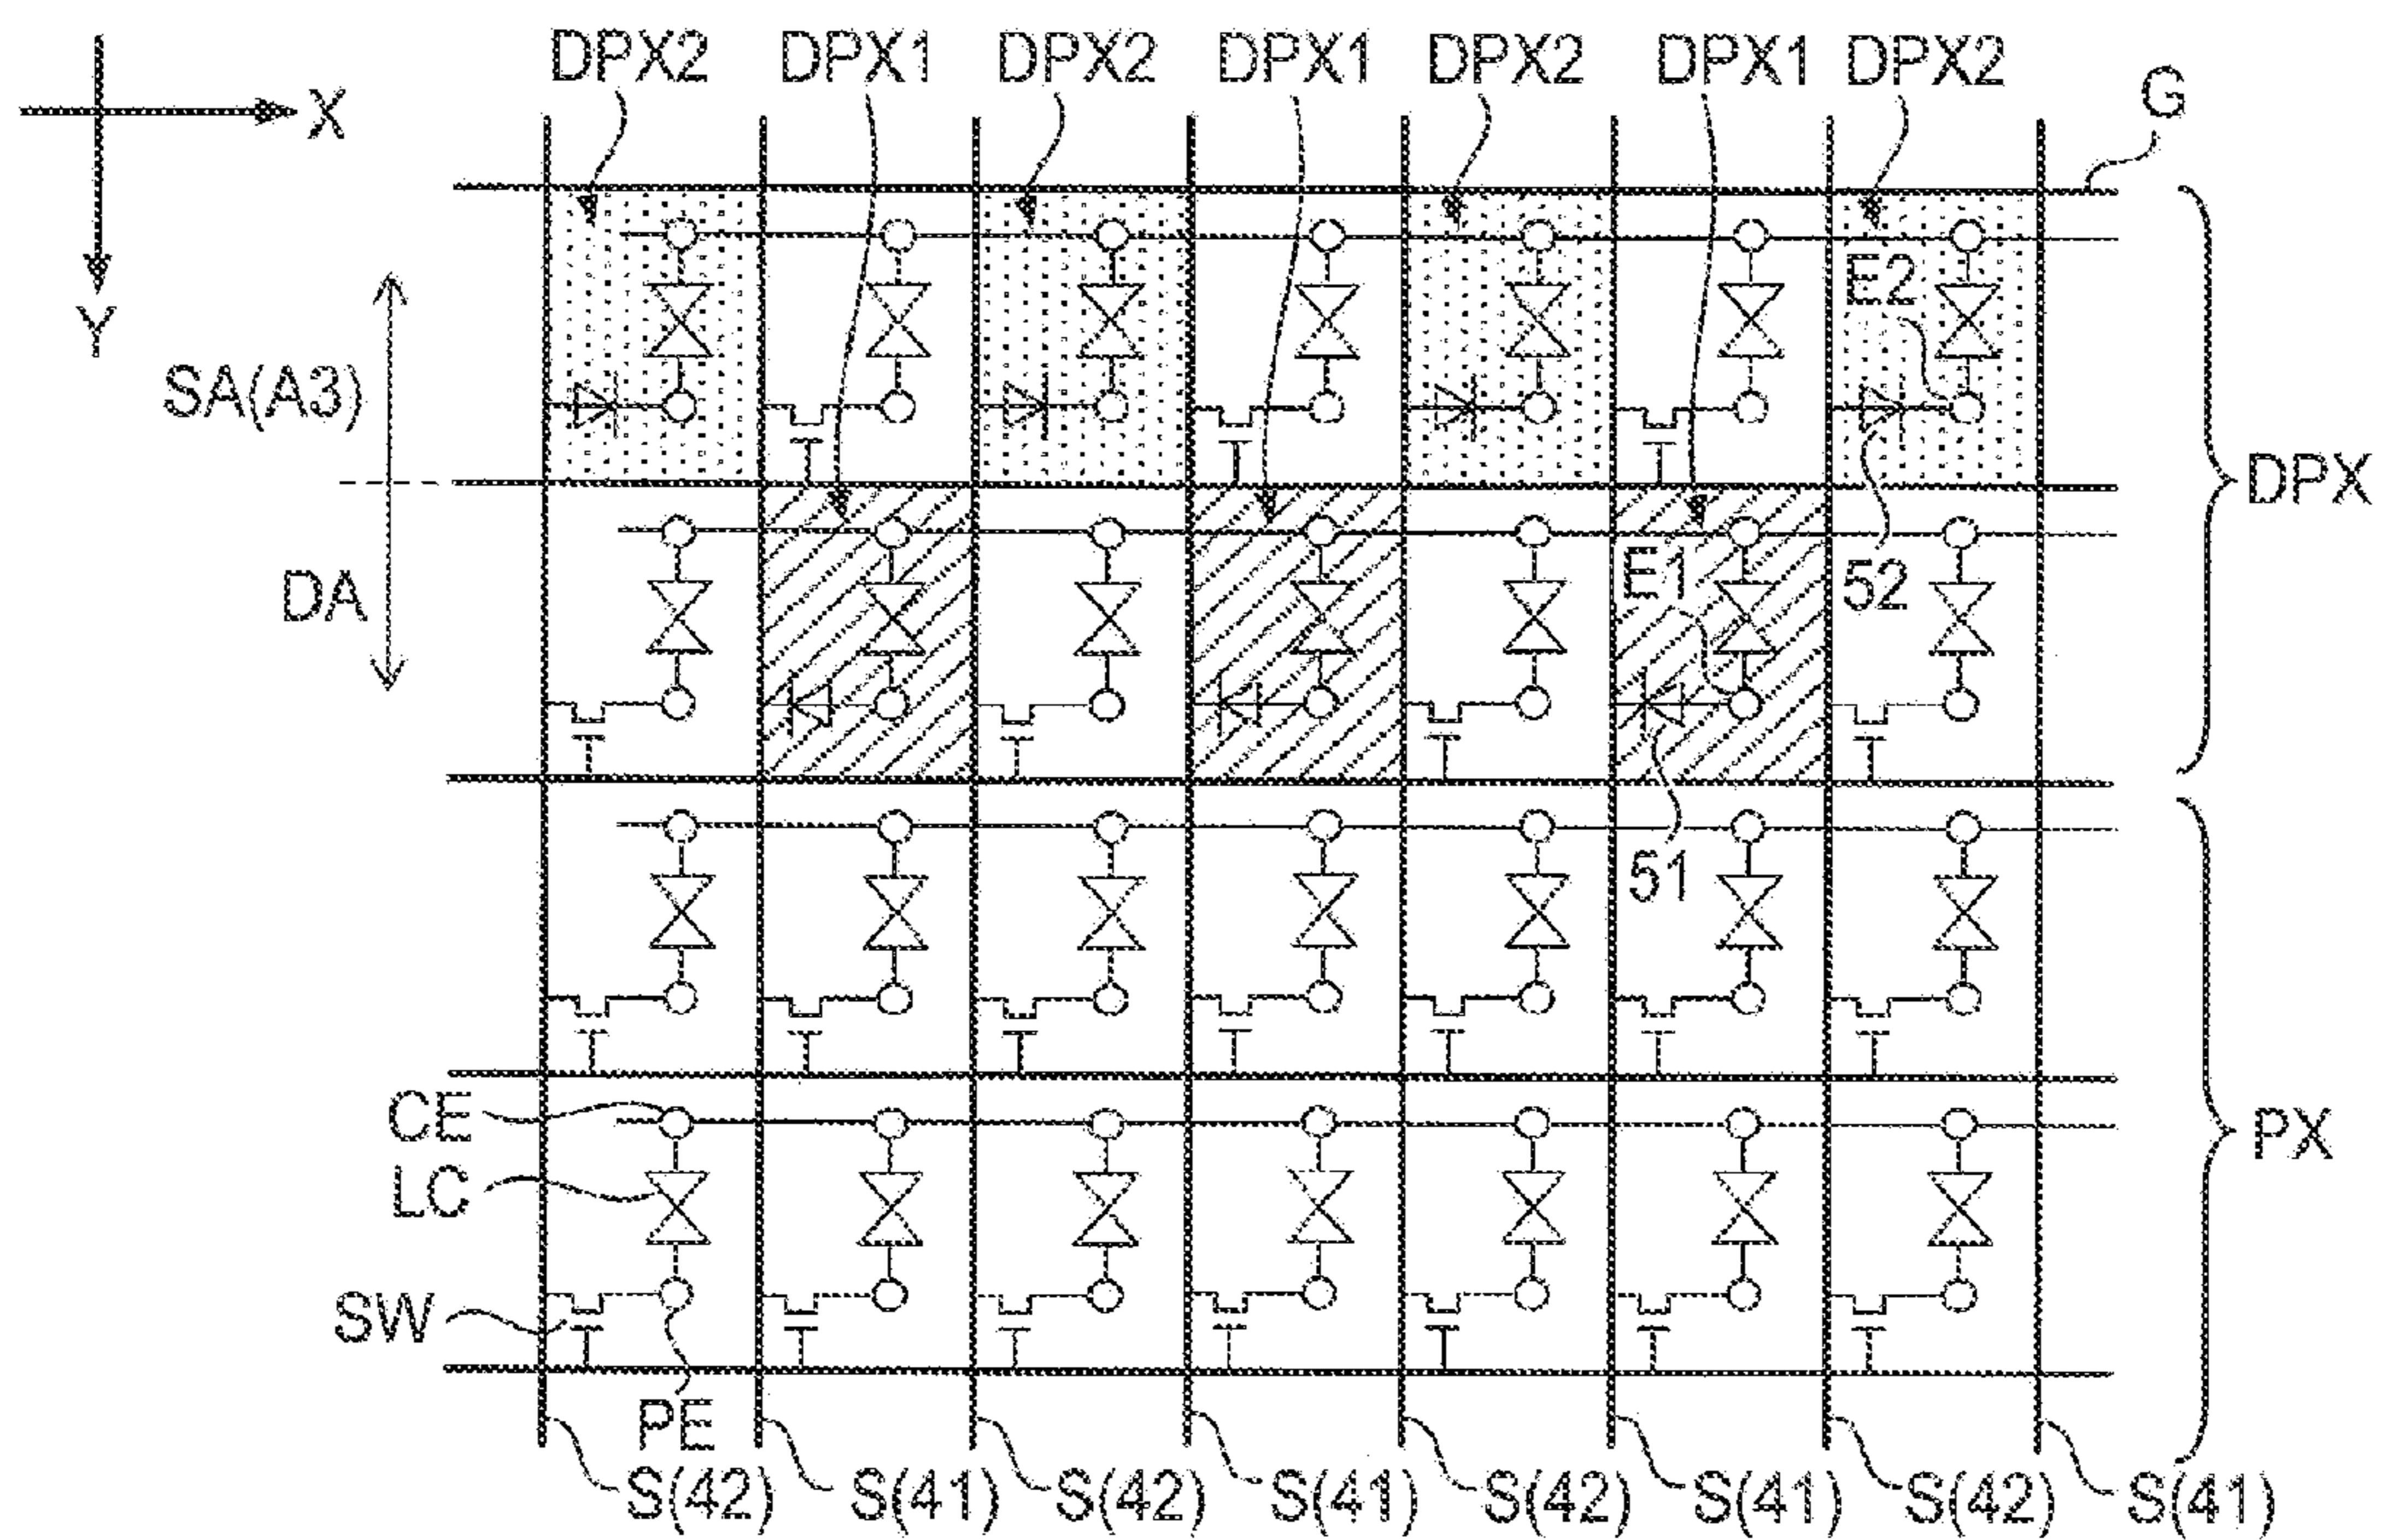 DPX2 DPX1 DPX2 DPX1 DPX2 DPX1 DPX2
G
X
Y
E2
SA(A3)
DPX
DA
E1
52
51
CE
PX
LC
SW
PE
S(42) S(41) S(42) S(41) S(42) S(41) S(42) S(41)